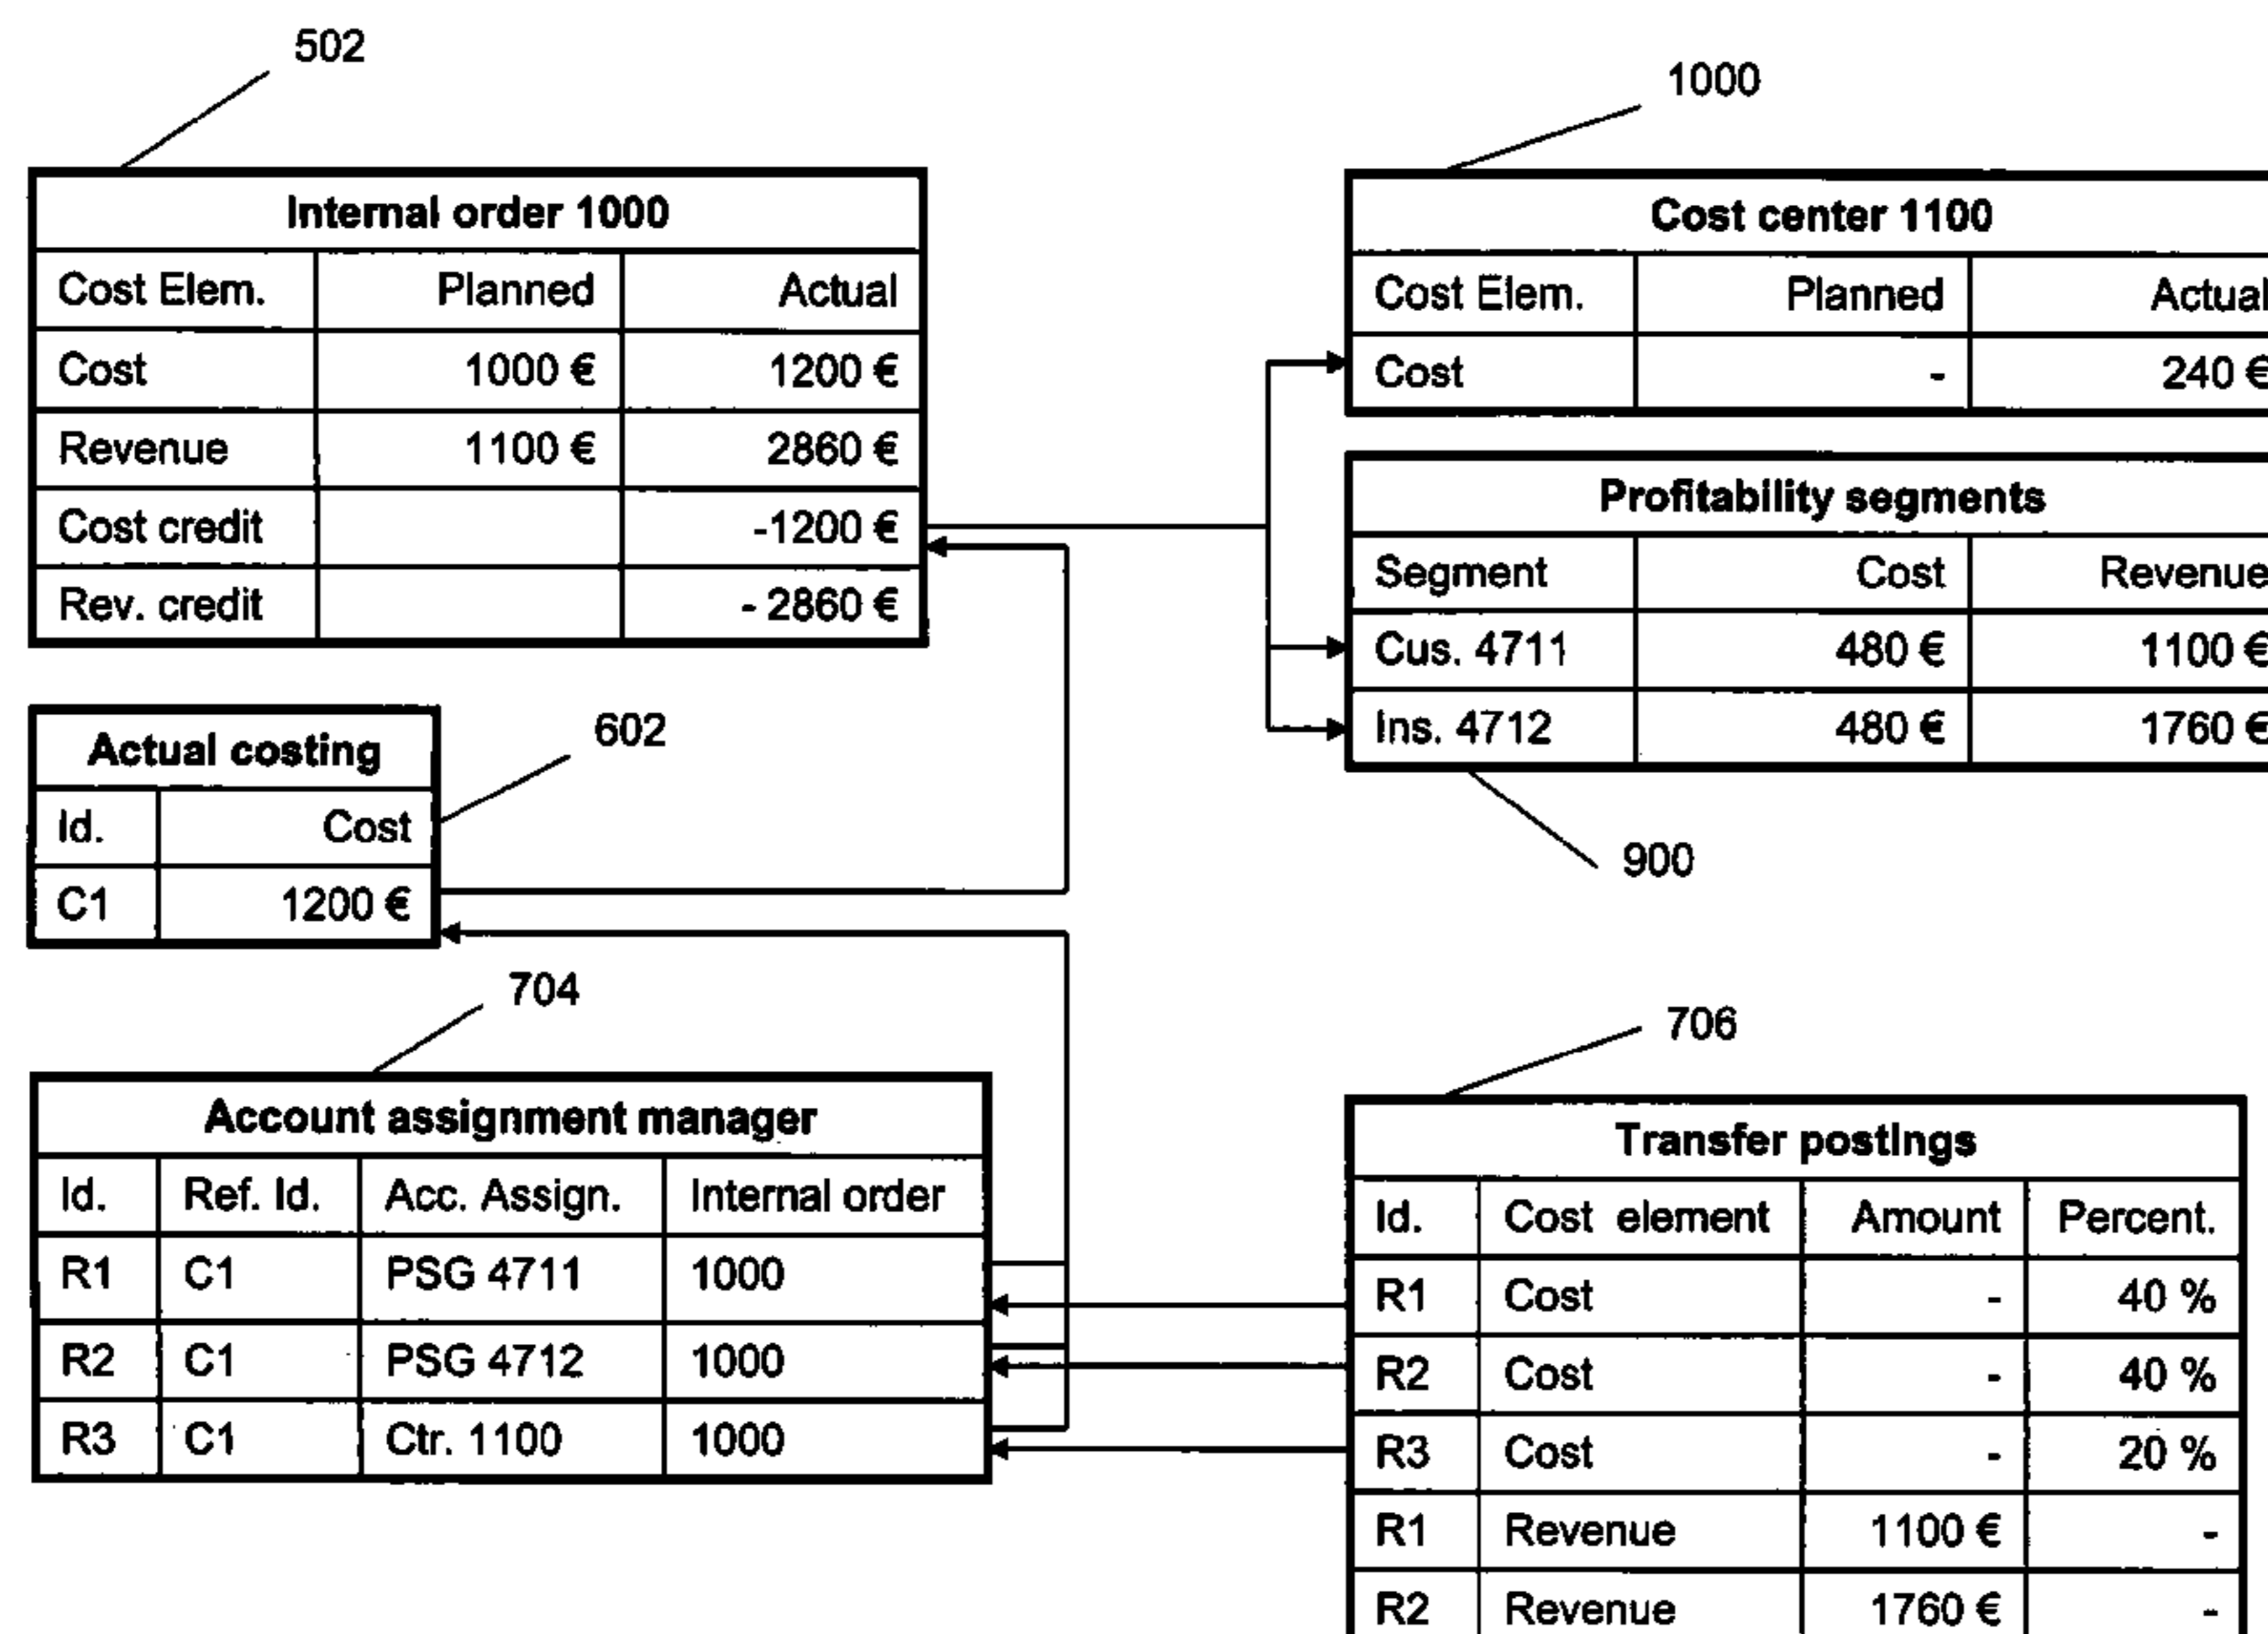 502
Internal order 1000
Cost Elem. Planned Actual
Cost 1000 € 1200 €
Revenue 1100 € 2860 €
Cost credit -1200 €
Rev. credit - 2860 €
1000
Cost center 1100
Cost Elem. Planned Actual
Cost - 240 €
Profitability segments
Segment Cost Revenue
Cus. 4711 480 € 1100 €
Ins. 4712 480 € 1760 €
900
Actual costing
Id. Cost
C1 1200 €
602
704
Account assignment manager
Id. Ref. Id. Acc. Assign. Internal order
R1 C1 PSG 4711 1000
R2 C1 PSG 4712 1000
R3 C1 Ctr. 1100 1000
706
Transfer postings
Id. Cost element Amount Percent.
R1 Cost - 40 %
R2 Cost - 40 %
R3 Cost - 20 %
R1 Revenue 1100 € -
R2 Revenue 1760 € -